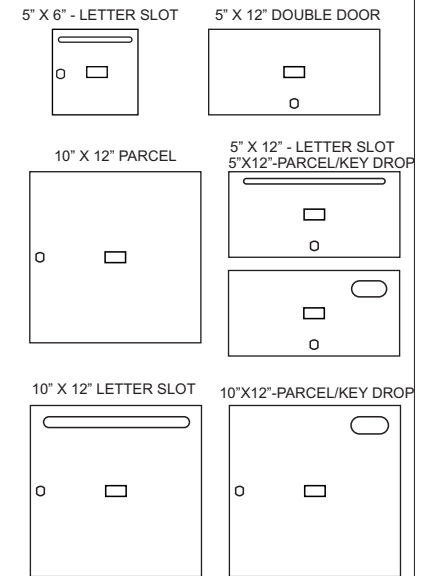 5” X 6” - LETTER SLOT
5” X 12” DOUBLE DOOR
10” X 12” PARCEL
5” X 12” - LETTER SLOT
5”X12”-PARCEL/KEY DROP
10” X 12” LETTER SLOT
10”X12”-PARCEL/KEY DROP